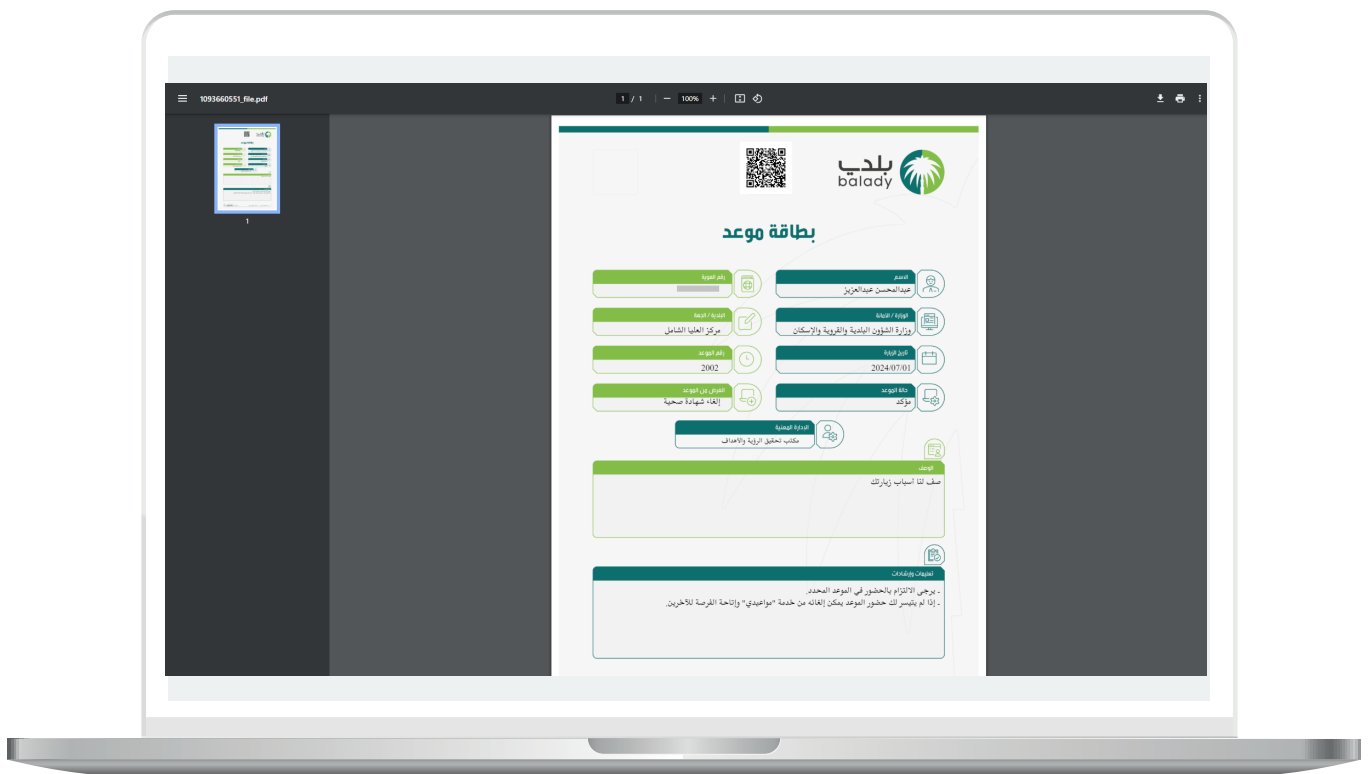 1093660551_file.pdf
1 / 1
100%
1
بلدي
balady
بطاقة موعد
الاسم
عبدالمحسن عبدالعزيز
رقم الهوية
الوزارة / الأمانة
وزارة الشؤون البلدية والقروية والإسكان
البلدية / الجهة
مركز العليا الشامل
تاريخ الزيارة
2024/07/01
رقم الموعد
2002
حالة الموعد
مؤكد
الغرض من الموعد
إلغاء شهادة صحية
الإدارة المعنية
مكتب تحقيق الرؤية والأهداف
الوصف
صف لنا أسباب زيارتك
تعليمات وإرشادات
- يرجى الالتزام بالحضور في الموعد المحدد.
- إذا لم يتيسر لك حضور الموعد يمكن إلغائه من خدمة "مواعيدي" وإتاحة الفرصة للآخرين.